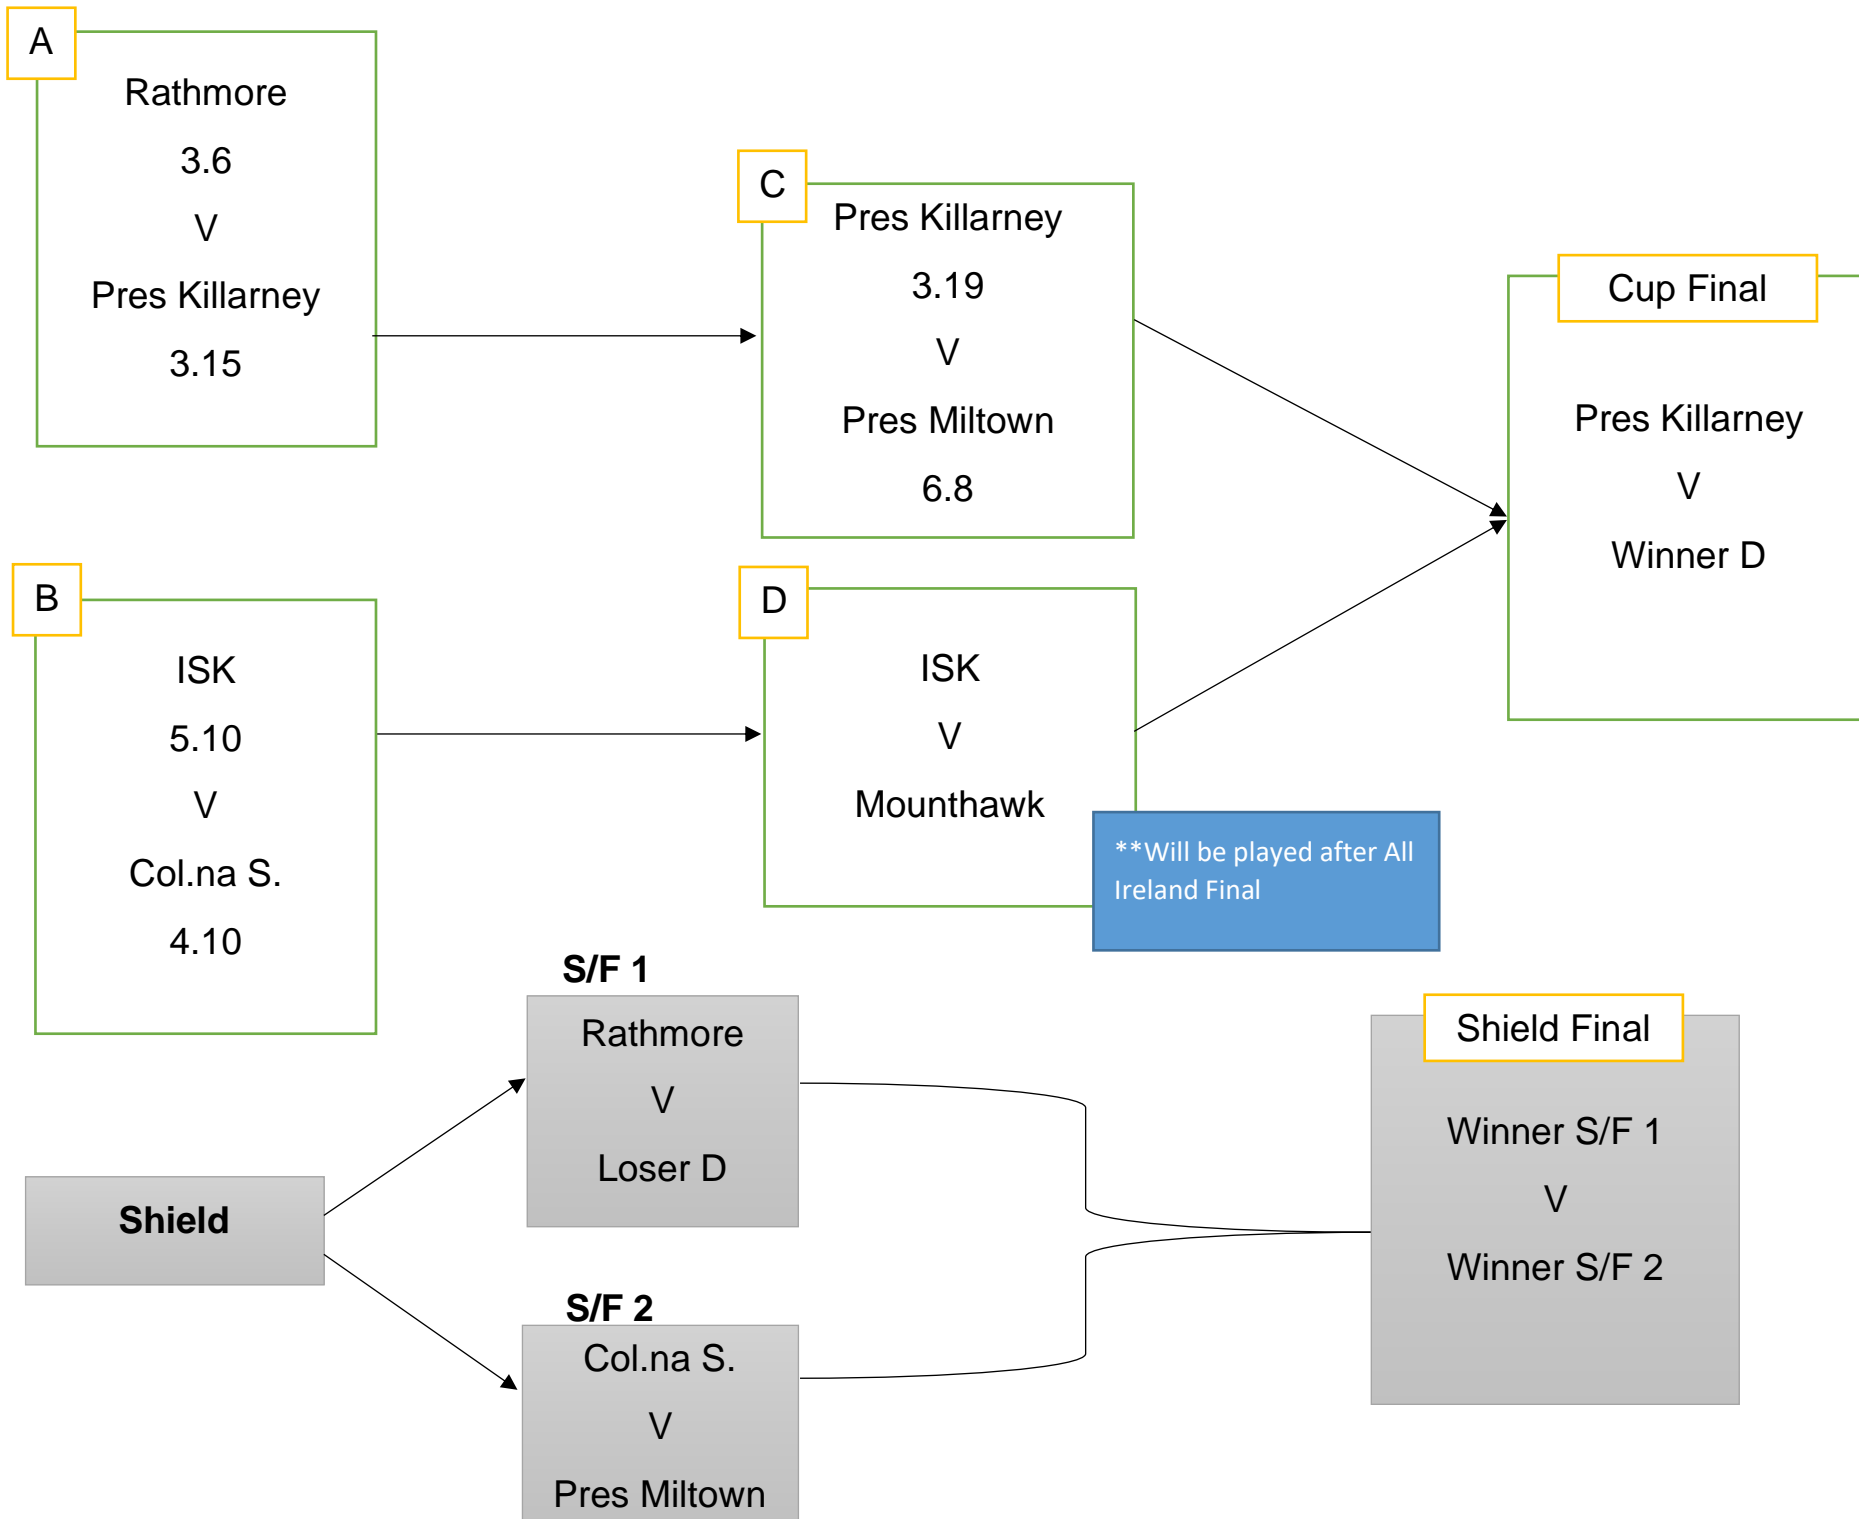 A
Rathmore
3.6
V
Pres Killarney
3.15
C
Pres Killarney
3.19
V
Pres Miltown
6.8
Cup Final
Pres Killarney
V
Winner D
B
ISK
5.10
V
Col.na S.
4.10
D
ISK
V
Mounthawk
**Will be played after All
Ireland Final
S/F 1
Rathmore
V
Loser D
Shield
S/F 2
Col.na S.
V
Pres Miltown
Shield Final
Winner S/F 1
V
Winner S/F 2